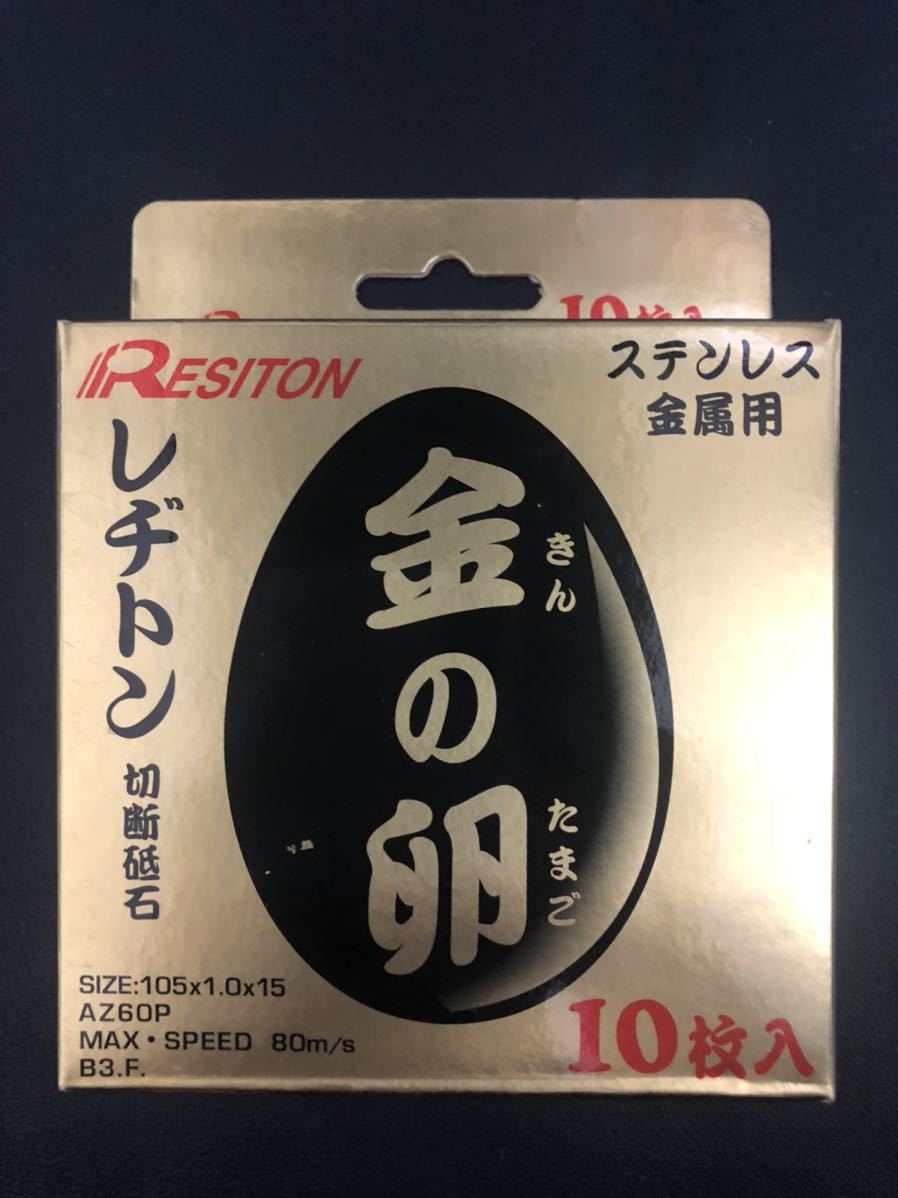 10枚入
RESITON
ステンレス
金属用
レヂトン
切断砥石
金の卵
きん
たまご
SIZE:105x1.0x15
AZ60P
MAX・SPEED 80m/s
B3.F.
10枚入